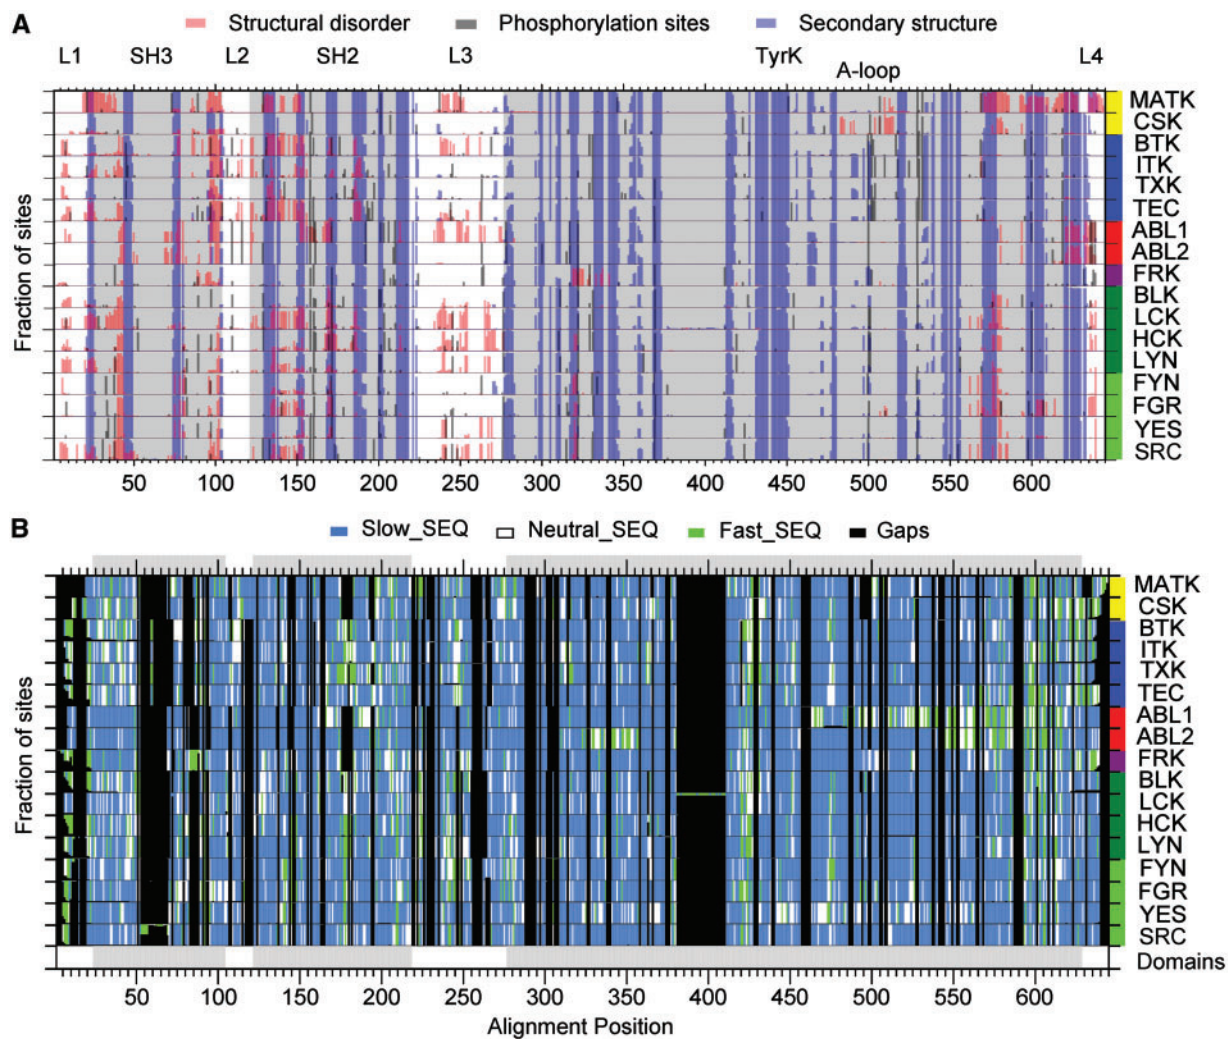 A
Structural disorder Phosphorylation sites Secondary structure
L1 SH3 L2 SH2 L3 TyrK A-loop L4
Fraction of sites
MATK
CSK
BTK
ITK
TXK
TEC
ABL1
ABL2
FRK
BLK
LCK
HCK
LYN
FYN
FGR
YES
SRC
50 100 150 200 250 300 350 400 450 500 550 600
B
Slow_SEQ Neutral_SEQ Fast_SEQ Gaps
Fraction of sites
MATK
CSK
BTK
ITK
TXK
TEC
ABL1
ABL2
FRK
BLK
LCK
HCK
LYN
FYN
FGR
YES
SRC
Domains
50 100 150 200 250 300 350 400 450 500 550 600
Alignment Position